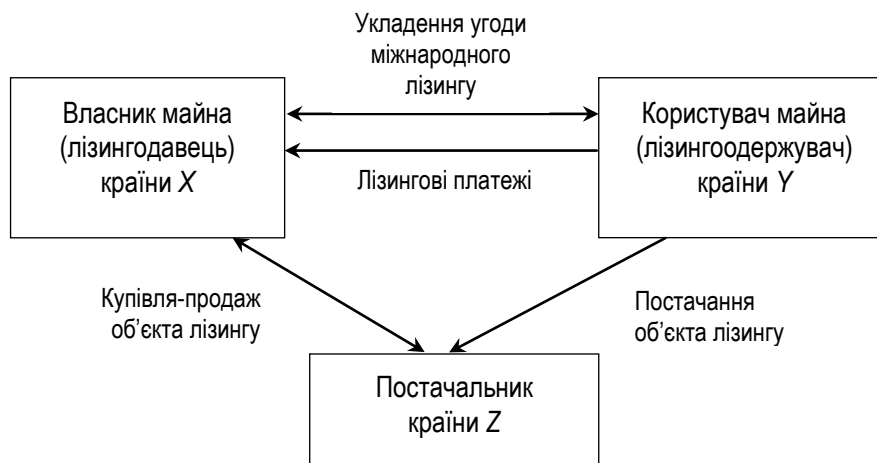 Укладення угоди
міжнародного
лізингу
Власник майна
(лізингодавець)
країни X
Користувач майна
(лізингоодержувач)
країни Y
Лізингові платежі
Купівля-продаж
об’єкта лізингу
Постачання
об’єкта лізингу
Постачальник
країни Z